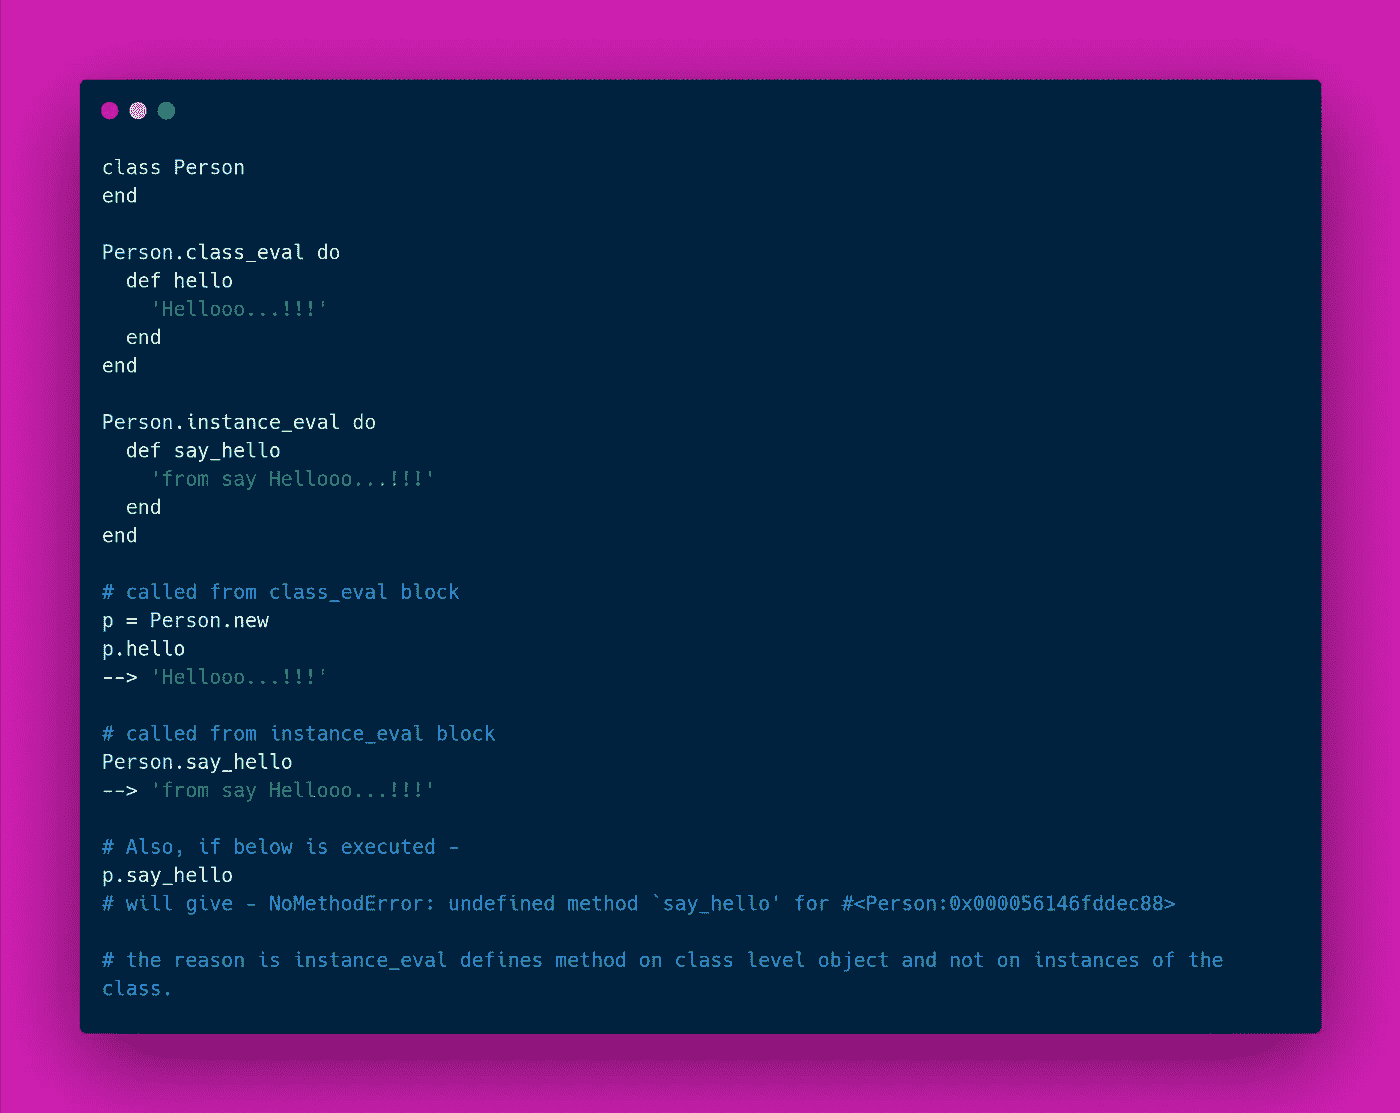 class Person
end
Person.class_eval do
  def hello
    'Hellooo...!!!'
  end
end
Person.instance_eval do
  def say_hello
    'from say Hellooo...!!!'
  end
end
# called from class_eval block
p = Person.new
p.hello
--> 'Hellooo...!!!'
# called from instance_eval block
Person.say_hello
--> 'from say Hellooo...!!!'
# Also, if below is executed -
p.say_hello
# will give - NoMethodError: undefined method `say_hello' for #<Person:0x000056146fddec88>
# the reason is instance_eval defines method on class level object and not on instances of the
class.